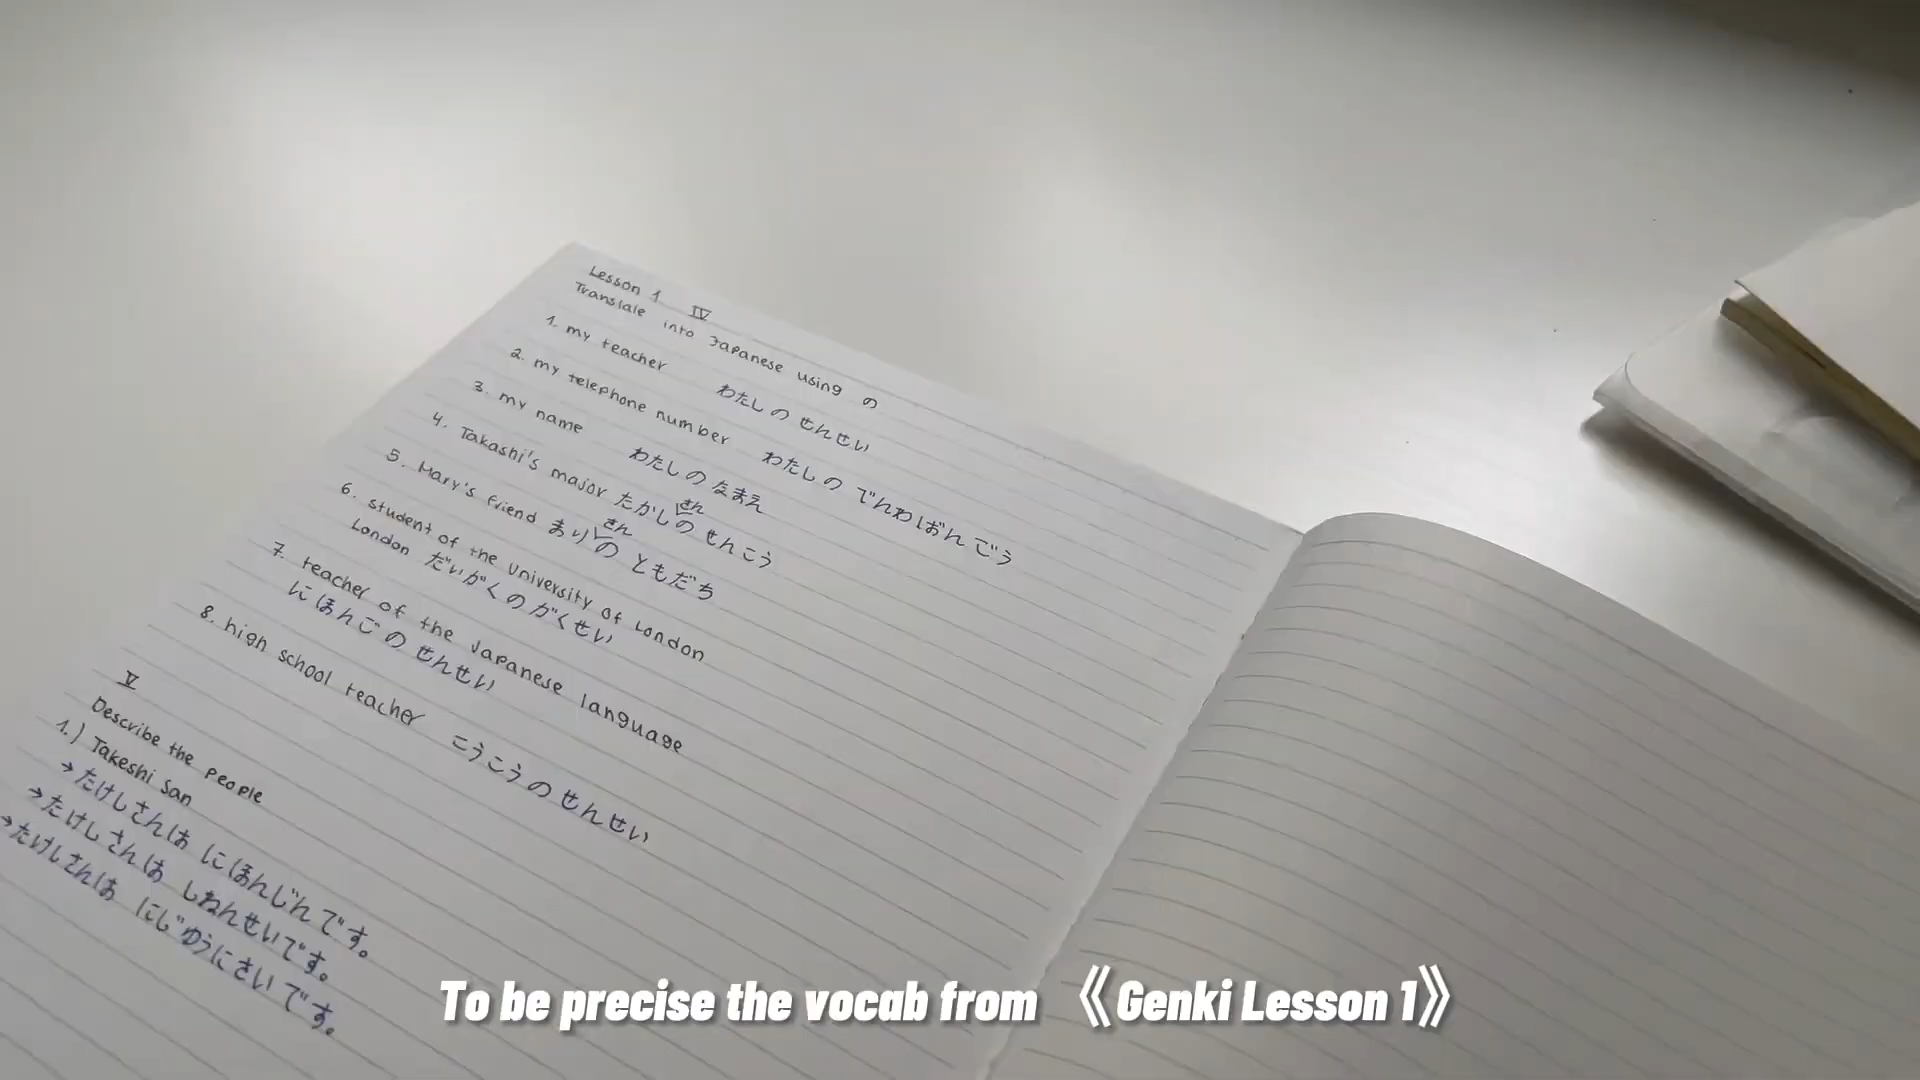 Lesson 1 IV
Translate into Japanese using の
1. my teacher わたしの せんせい
2. my telephone number わたしの でんわばんごう
3. my name わたしの なまえ
4. Takashi's major たかしさんの せんこう
5. Mary's friend まりさんの ともだち
6. student of the University of London
London だいがくの がくせい
7. teacher of the Japanese language
にほんごの せんせい
8. high school teacher こうこうの せんせい
V
Describe the people
1.) Takeshi San
→たけしさんは にほんじんです。
→たけしさんは しねんせいです。
→たけしさんは にじゅうにさいです。
To be precise the vocab from 《Genki Lesson 1》